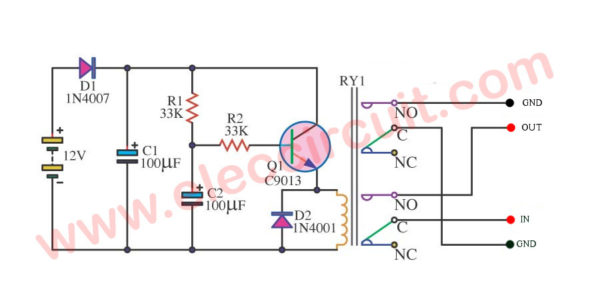 D1
1N4007
+
12V
−
+
C1
100µF
R1
33K
R2
33K
+
C2
100µF
Q1
C9013
D2
1N4001
RY1
NO
C
NC
NO
C
NC
GND
OUT
IN
GND
www.eleocircuit.com